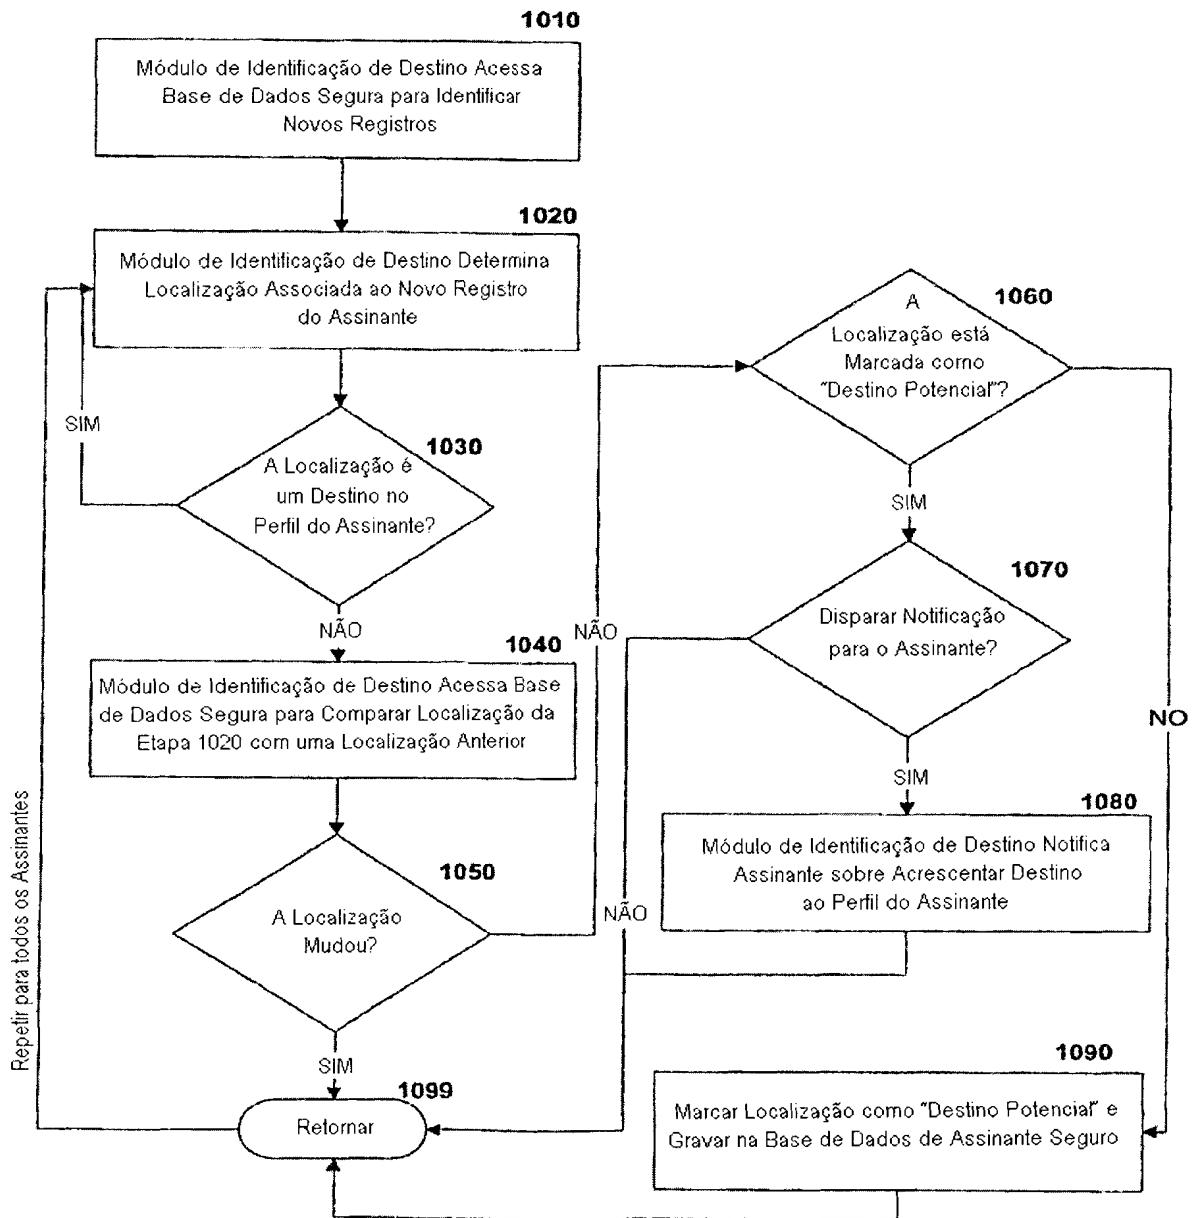 1010
Módulo de Identificação de Destino Acessa
Base de Dados Segura para Identificar
Novos Registros
1020
Módulo de Identificação de Destino Determina
Localização Associada ao Novo Registro
do Assinante
SIM
1030
A Localização é
um Destino no
Perfil do Assinante?
NÃO
1040
Módulo de Identificação de Destino Acessa Base
de Dados Segura para Comparar Localização da
Etapa 1020 com uma Localização Anterior
1050
A Localização
Mudou?
NÃO
SIM
1099
Retornar
Repetir para todos os Assinantes
1060
A
Localização está
Marcada como
"Destino Potencial"?
SIM
NO
1070
Disparar Notificação
para o Assinante?
SIM
NÃO
1080
Módulo de Identificação de Destino Notifica
Assinante sobre Acrescentar Destino
ao Perfil do Assinante
1090
Marcar Localização como "Destino Potencial" e
Gravar na Base de Dados de Assinante Seguro